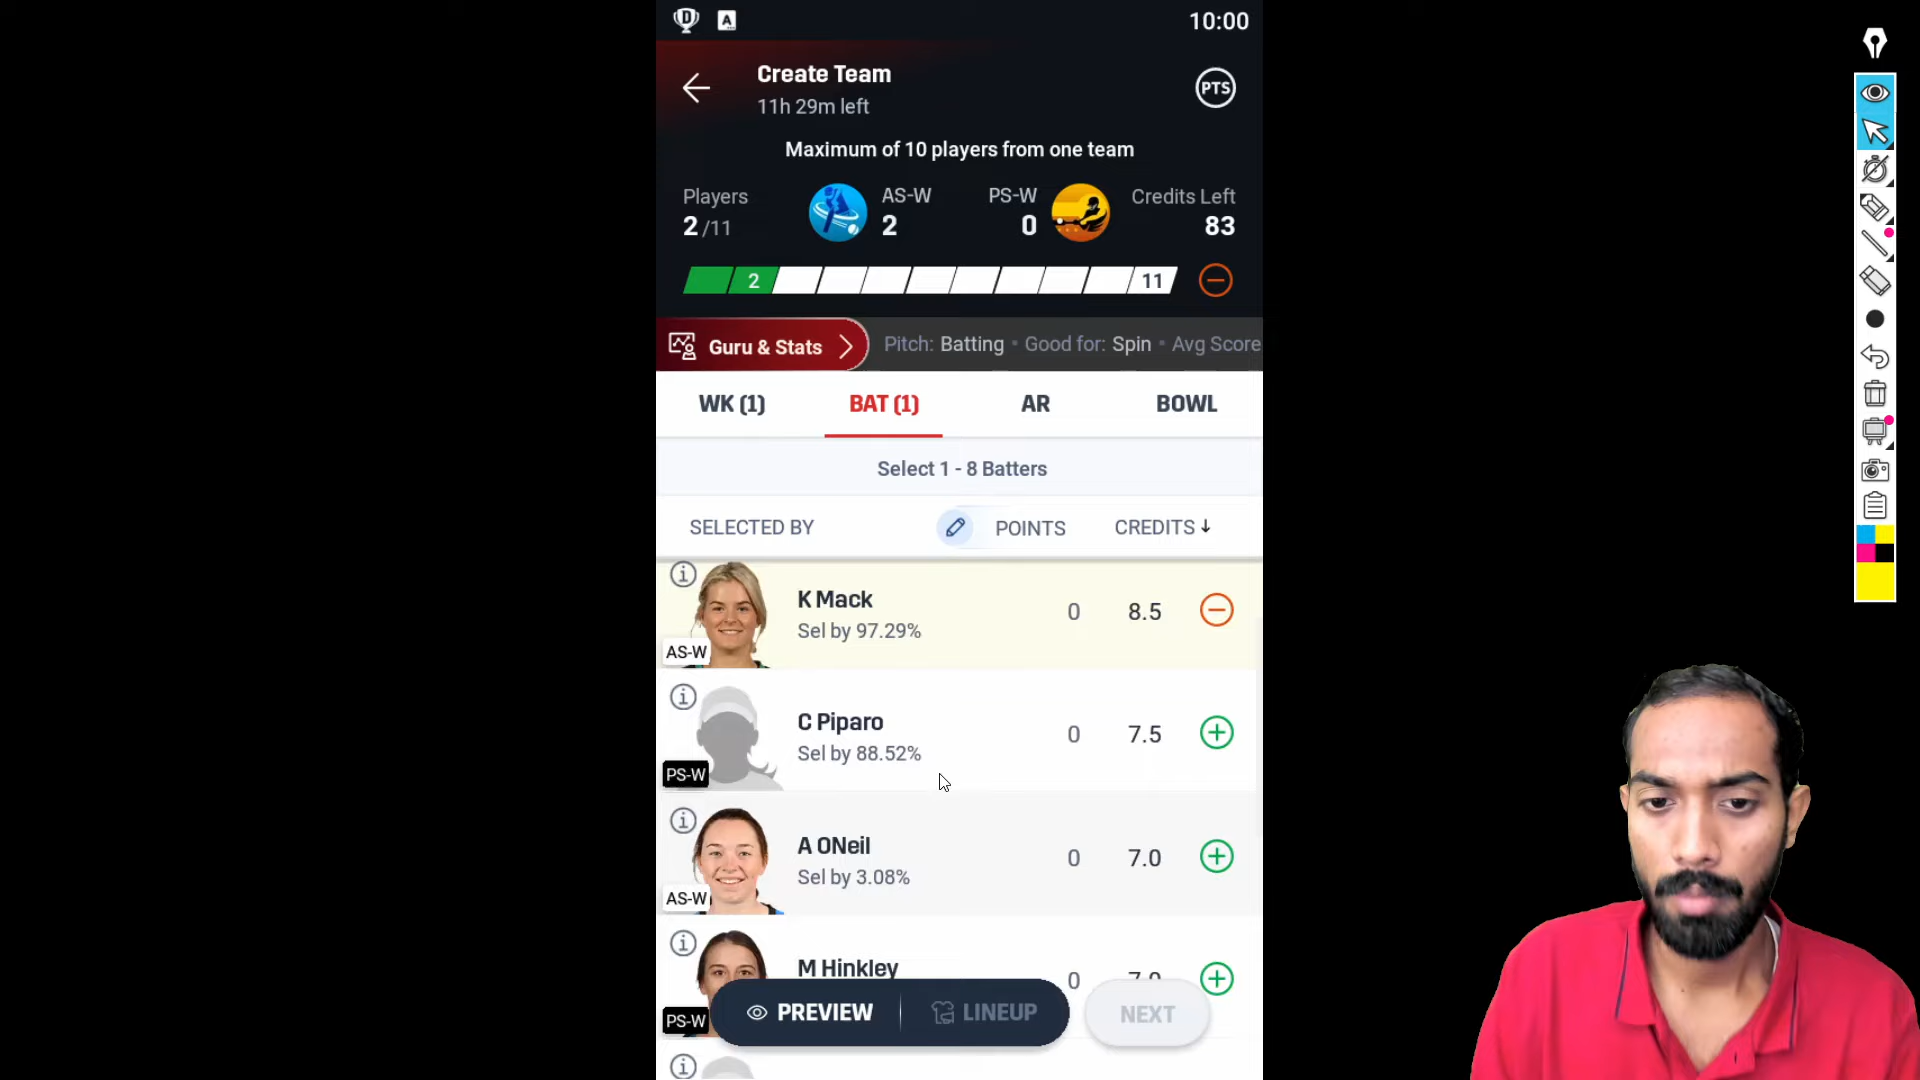 10:00
Create Team
11h 29m left
PTS
Maximum of 10 players from one team
Players
2 /11
AS-W
2
PS-W
0
Credits Left
83
2
11
Guru & Stats
Pitch: Batting • Good for: Spin • Avg Score
WK (1)
BAT (1)
AR
BOWL
Select 1 - 8 Batters
SELECTED BY
POINTS
CREDITS ↓
K Mack
Sel by 97.29%
0
8.5
AS-W
C Piparo
Sel by 88.52%
0
7.5
PS-W
A ONeil
Sel by 3.08%
0
7.0
AS-W
M Hinkley
0
PS-W
PREVIEW
LINEUP
NEXT